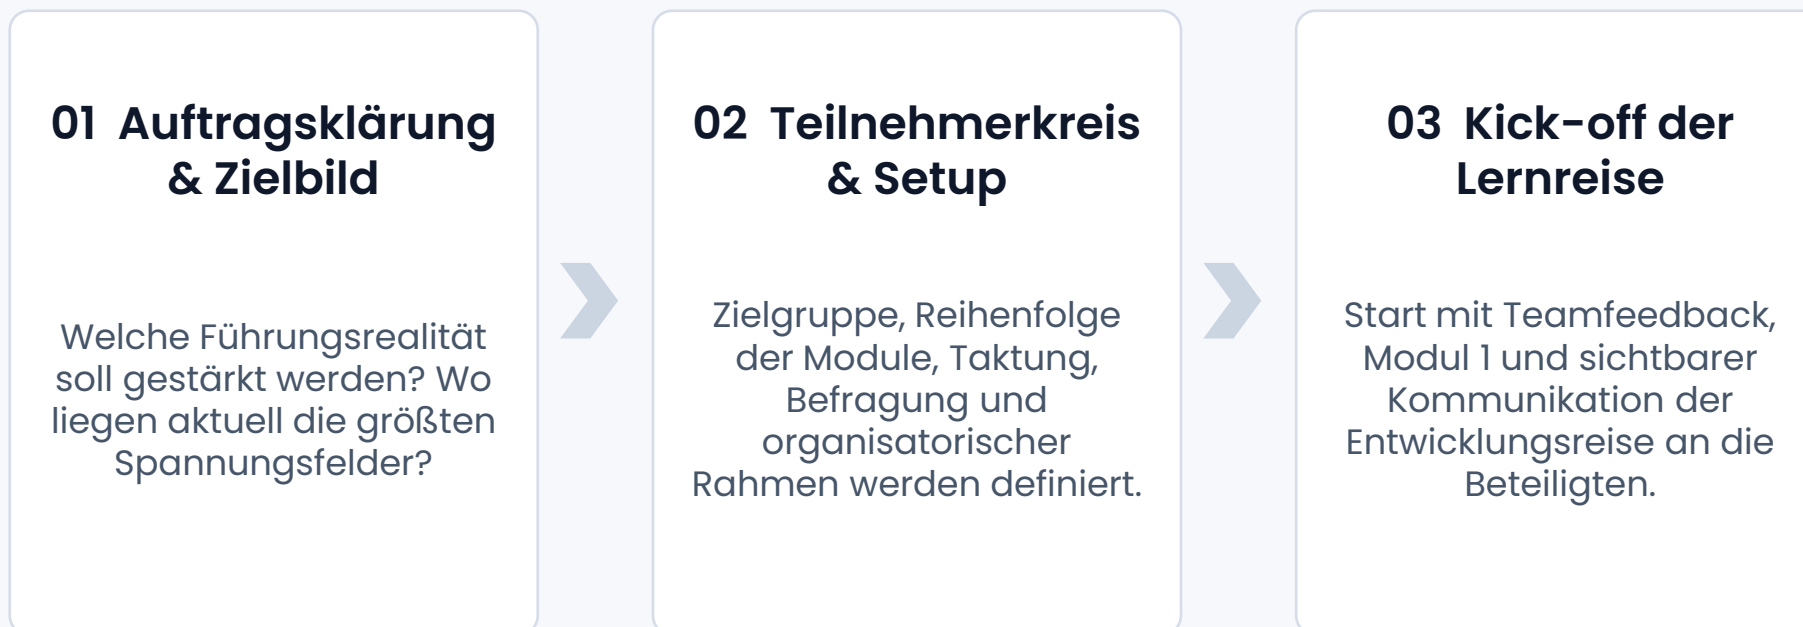 01 Auftragsklärung
& Zielbild
Welche Führungsrealität
soll gestärkt werden? Wo
liegen aktuell die größten
Spannungsfelder?
02 Teilnehmerkreis
& Setup
Zielgruppe, Reihenfolge
der Module, Taktung,
Befragung und
organisatorischer
Rahmen werden definiert.
03 Kick-off der
Lernreise
Start mit Teamfeedback,
Modul 1 und sichtbarer
Kommunikation der
Entwicklungsreise an die
Beteiligten.